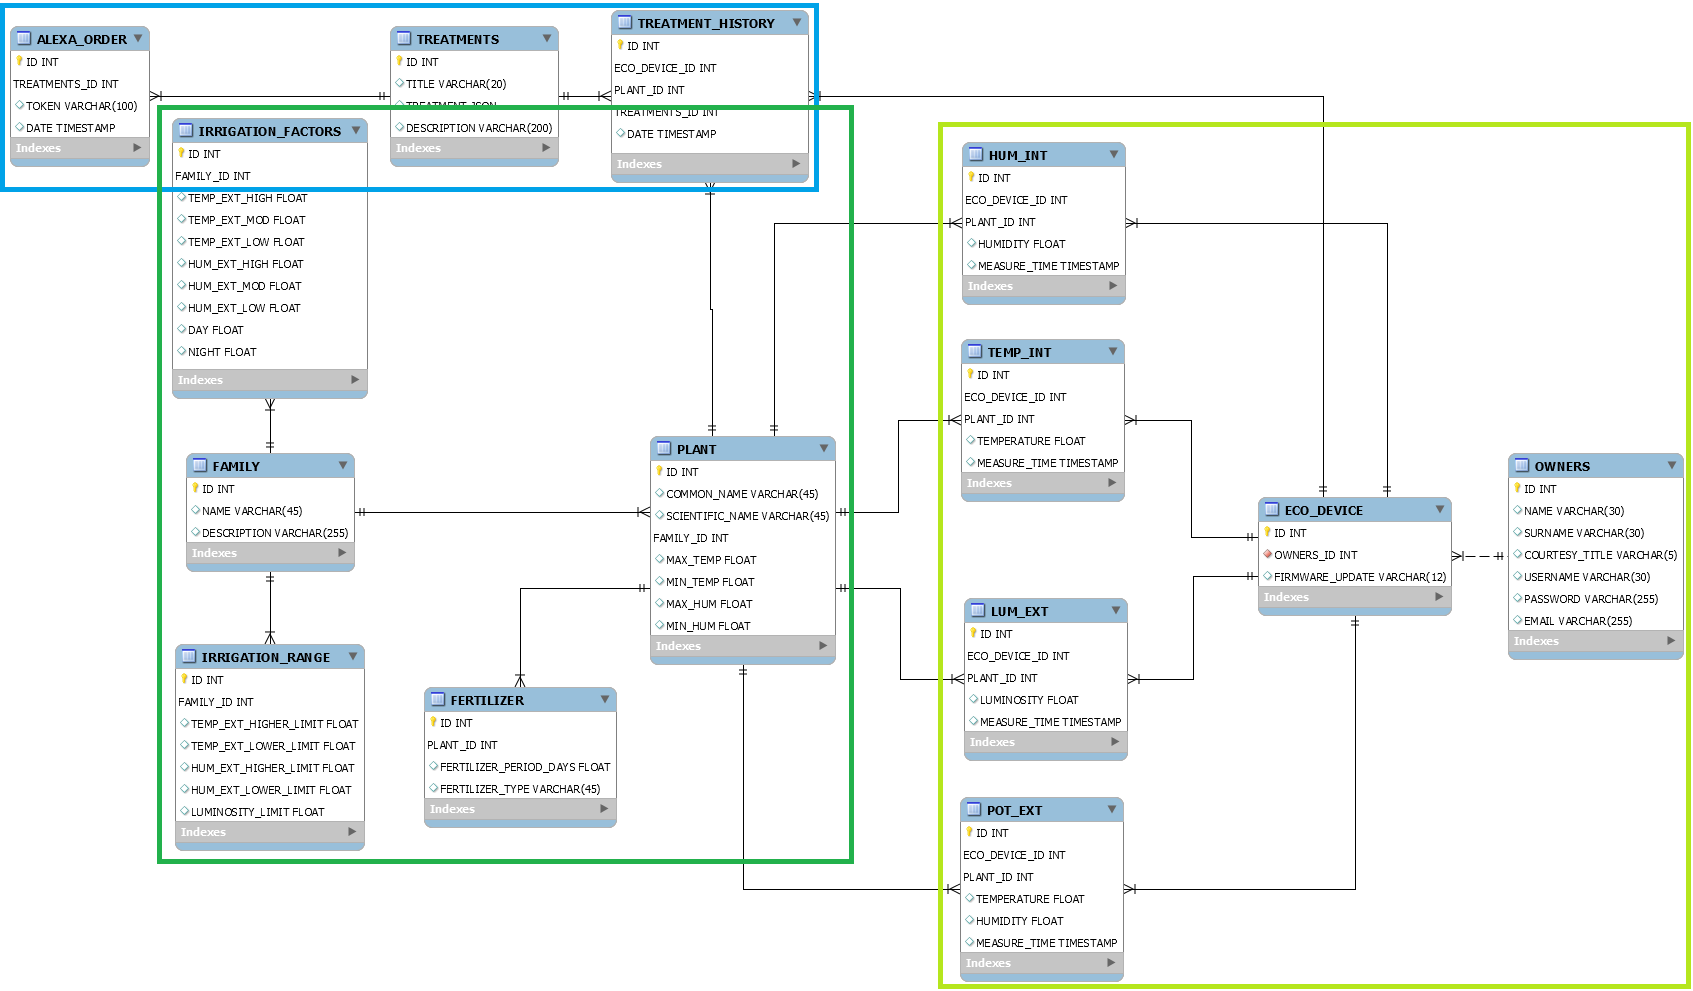 ALEXA_ORDER
ID INT
TREATMENTS_ID INT
TOKEN VARCHAR(100)
DATE TIMESTAMP
Indexes
TREATMENTS
ID INT
TITLE VARCHAR(20)
TREATMENT JSON
DESCRIPTION VARCHAR(200)
Indexes
TREATMENT_HISTORY
ID INT
ECO_DEVICE_ID INT
PLANT_ID INT
TREATMENTS_ID INT
DATE TIMESTAMP
Indexes
IRRIGATION_FACTORS
ID INT
FAMILY_ID INT
TEMP_EXT_HIGH FLOAT
TEMP_EXT_MOD FLOAT
TEMP_EXT_LOW FLOAT
HUM_EXT_HIGH FLOAT
HUM_EXT_MOD FLOAT
HUM_EXT_LOW FLOAT
DAY FLOAT
NIGHT FLOAT
Indexes
FAMILY
ID INT
NAME VARCHAR(45)
DESCRIPTION VARCHAR(255)
Indexes
IRRIGATION_RANGE
ID INT
FAMILY_ID INT
TEMP_EXT_HIGHER_LIMIT FLOAT
TEMP_EXT_LOWER_LIMIT FLOAT
HUM_EXT_HIGHER_LIMIT FLOAT
HUM_EXT_LOWER_LIMIT FLOAT
LUMINOSITY_LIMIT FLOAT
Indexes
PLANT
ID INT
COMMON_NAME VARCHAR(45)
SCIENTIFIC_NAME VARCHAR(45)
FAMILY_ID INT
MAX_TEMP FLOAT
MIN_TEMP FLOAT
MAX_HUM FLOAT
MIN_HUM FLOAT
Indexes
FERTILIZER
ID INT
PLANT_ID INT
FERTILIZER_PERIOD_DAYS FLOAT
FERTILIZER_TYPE VARCHAR(45)
Indexes
HUM_INT
ID INT
ECO_DEVICE_ID INT
PLANT_ID INT
HUMIDITY FLOAT
MEASURE_TIME TIMESTAMP
Indexes
TEMP_INT
ID INT
ECO_DEVICE_ID INT
PLANT_ID INT
TEMPERATURE FLOAT
MEASURE_TIME TIMESTAMP
Indexes
LUM_EXT
ID INT
ECO_DEVICE_ID INT
PLANT_ID INT
LUMINOSITY FLOAT
MEASURE_TIME TIMESTAMP
Indexes
POT_EXT
ID INT
ECO_DEVICE_ID INT
PLANT_ID INT
TEMPERATURE FLOAT
HUMIDITY FLOAT
MEASURE_TIME TIMESTAMP
Indexes
ECO_DEVICE
ID INT
OWNERS_ID INT
FIRMWARE_UPDATE VARCHAR(12)
Indexes
OWNERS
ID INT
NAME VARCHAR(30)
SURNAME VARCHAR(30)
COURTESY_TITLE VARCHAR(5)
USERNAME VARCHAR(30)
PASSWORD VARCHAR(255)
EMAIL VARCHAR(255)
Indexes